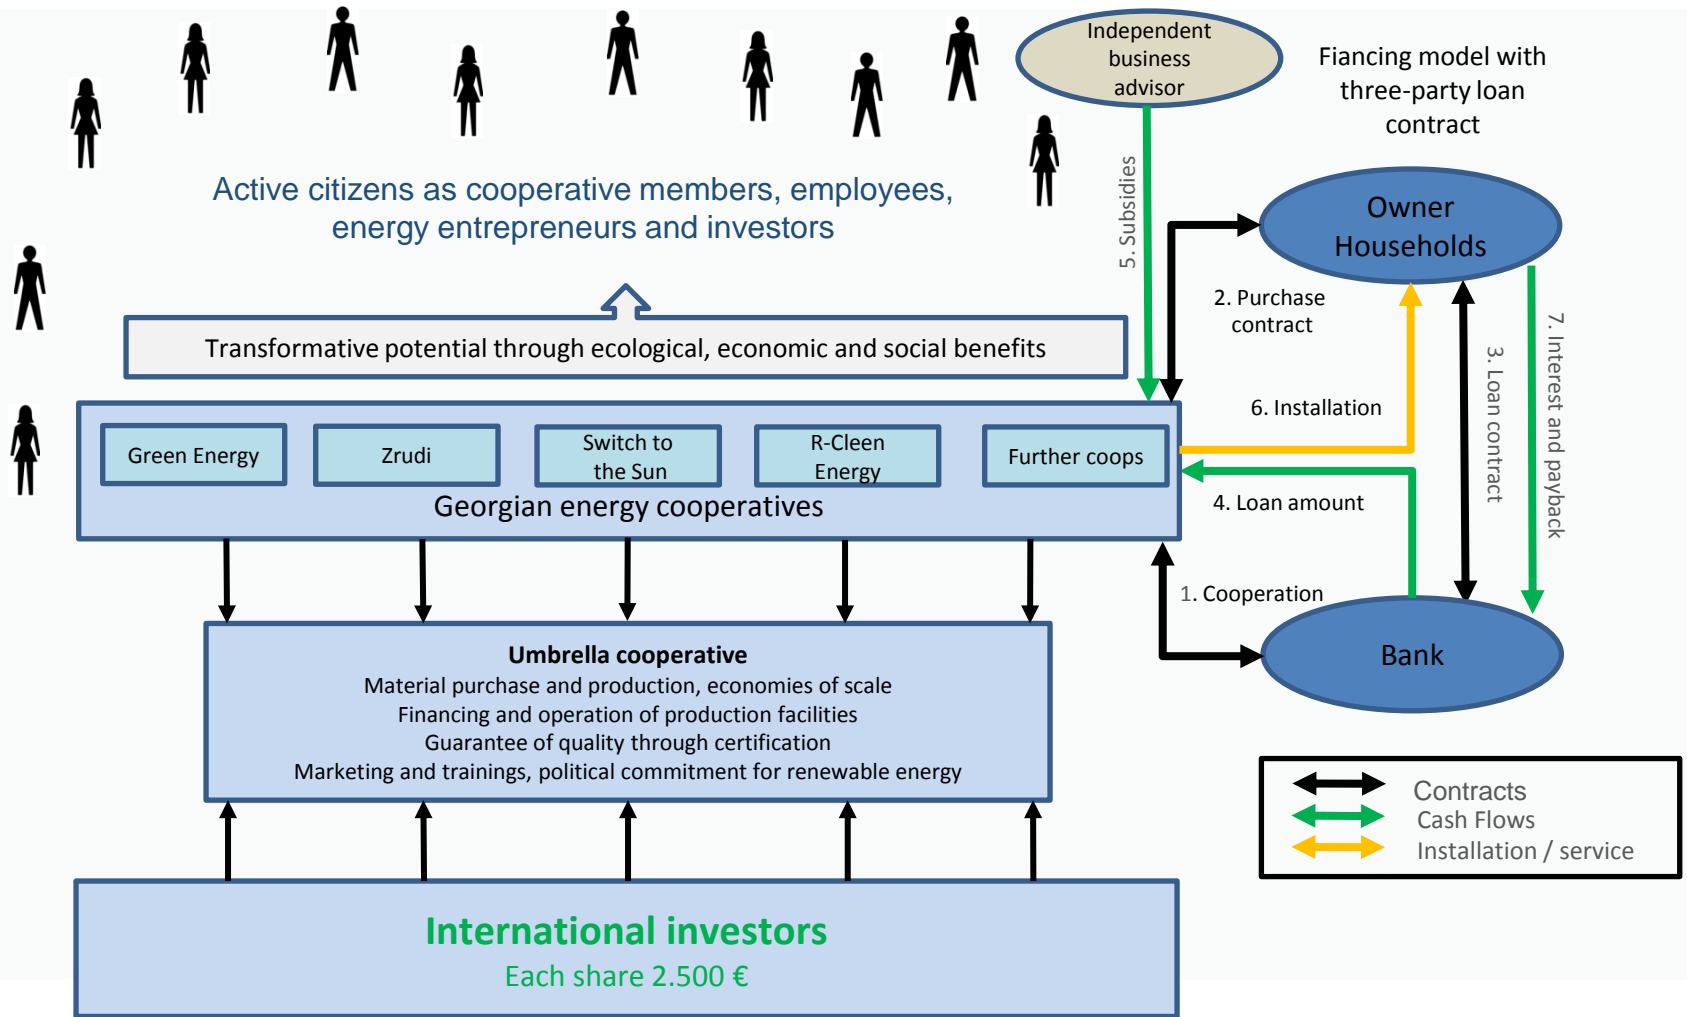 Independent
business
advisor
Fiancing model with
three-party loan
contract
Active citizens as cooperative members, employees,
energy entrepreneurs and investors
5. Subsidies
Owner
Households
2. Purchase
contract
Transformative potential through ecological, economic and social benefits
3. Loan contract
7. Interest and payback
6. Installation
Green Energy
Zrudi
Switch to
the Sun
R-Cleen
Energy
Further coops
Georgian energy cooperatives
4. Loan amount
1. Cooperation
Bank
Umbrella cooperative
Material purchase and production, economies of scale
Financing and operation of production facilities
Guarantee of quality through certification
Marketing and trainings, political commitment for renewable energy
Contracts
Cash Flows
Installation / service
International investors
Each share 2.500 €